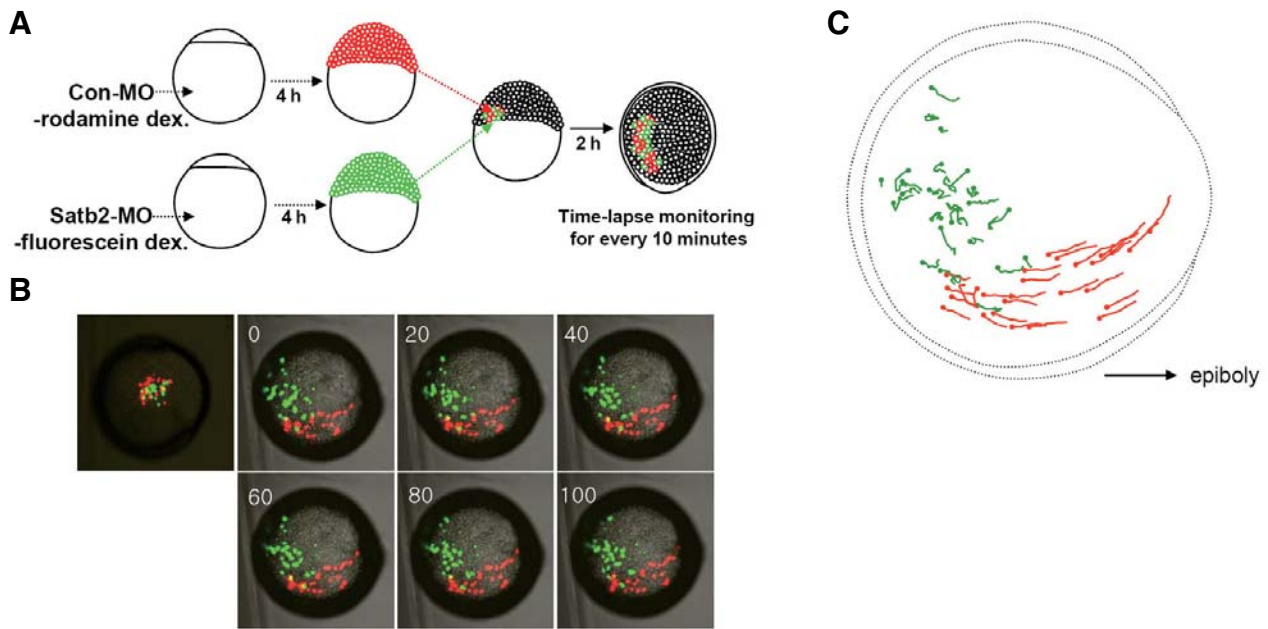 A
Con-MO
-rodamine dex.
4 h
Satb2-MO
-fluorescein dex.
4 h
2 h
Time-lapse monitoring
for every 10 minutes
B
0
20
40
60
80
100
C
epiboly